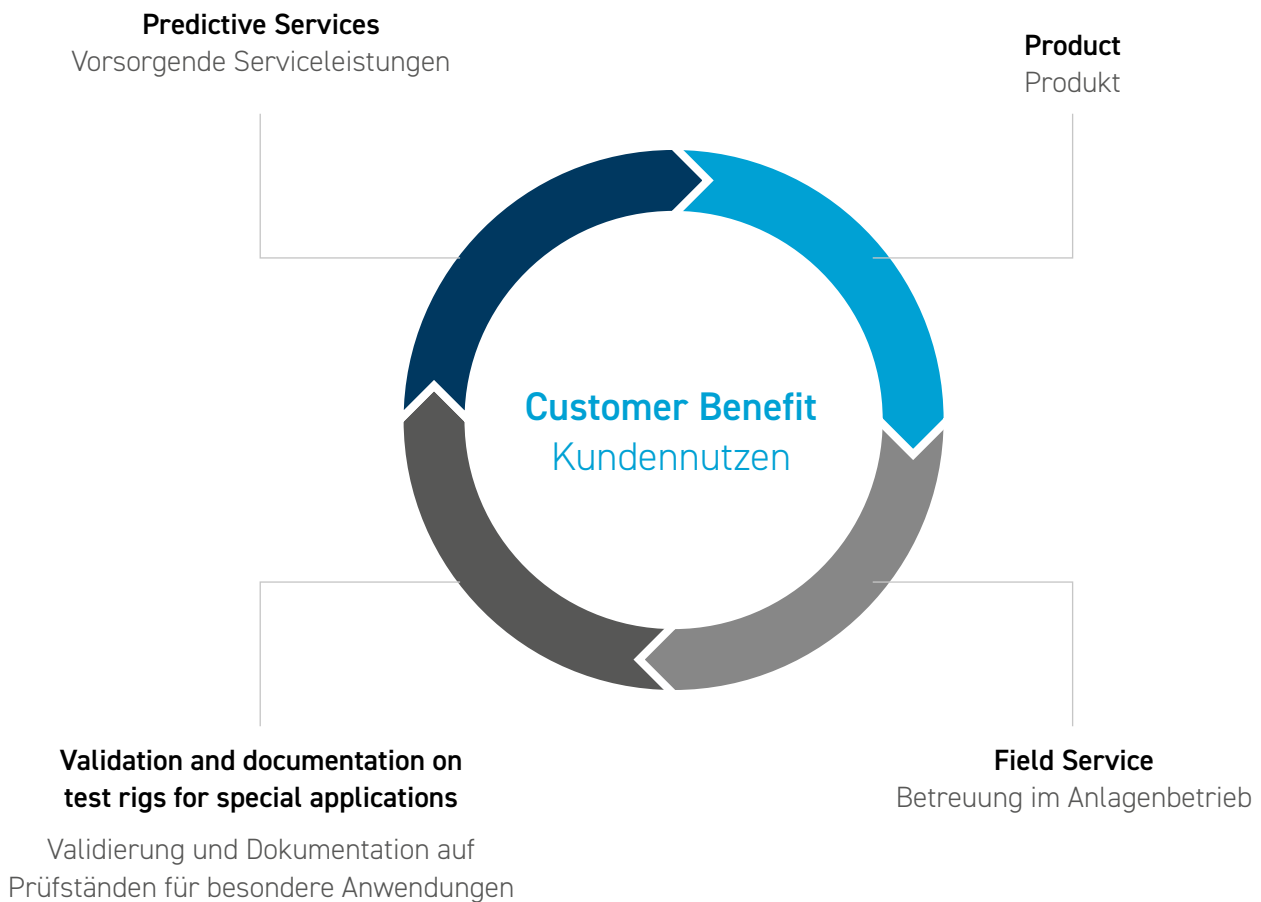 Predictive Services
Vorsorgende Serviceleistungen
Product
Produkt
Customer Benefit
Kundennutzen
Validation and documentation on
test rigs for special applications
Validierung und Dokumentation auf
Prüfständen für besondere Anwendungen
Field Service
Betreuung im Anlagenbetrieb